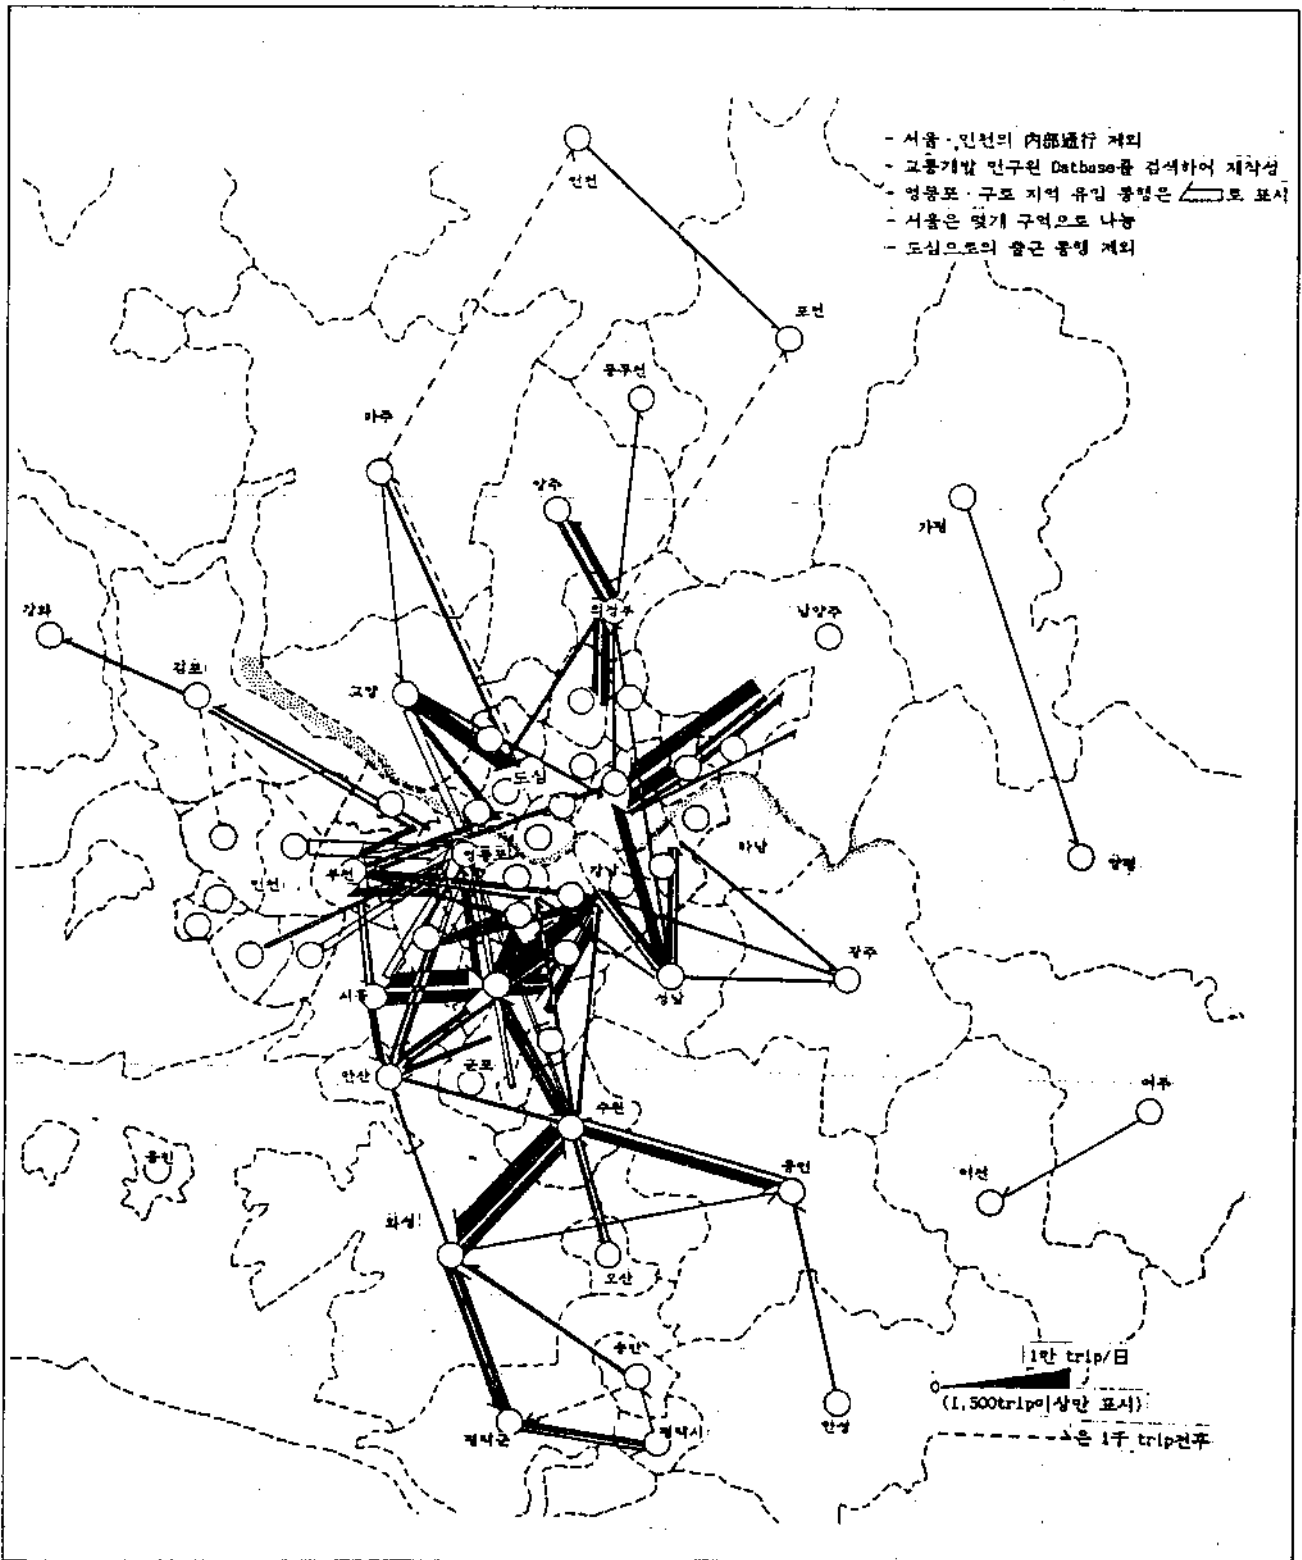 - 서울·인천의 内部通行 제외
- 교통개발 연구원 Datbase를 검색하여 재작성
- 영등포·구로 지역 유입 통행은 로 표시
- 서울은 몇개 구역으로 나눔
- 도심으로의 출근 통행 제외
연천
포천
동두천
파주
양주
가평
의정부
남양주
강화
김포
고양
도심
영등포
하남
양평
부천
인천
강남
시흥
성남
광주
안산
군포
수원
여주
옹진
용인
이천
화성
오산
송탄
1만 trip/日
(1,500trip이상만 표시)
안성
평택군
평택시
은 1千 trip전후